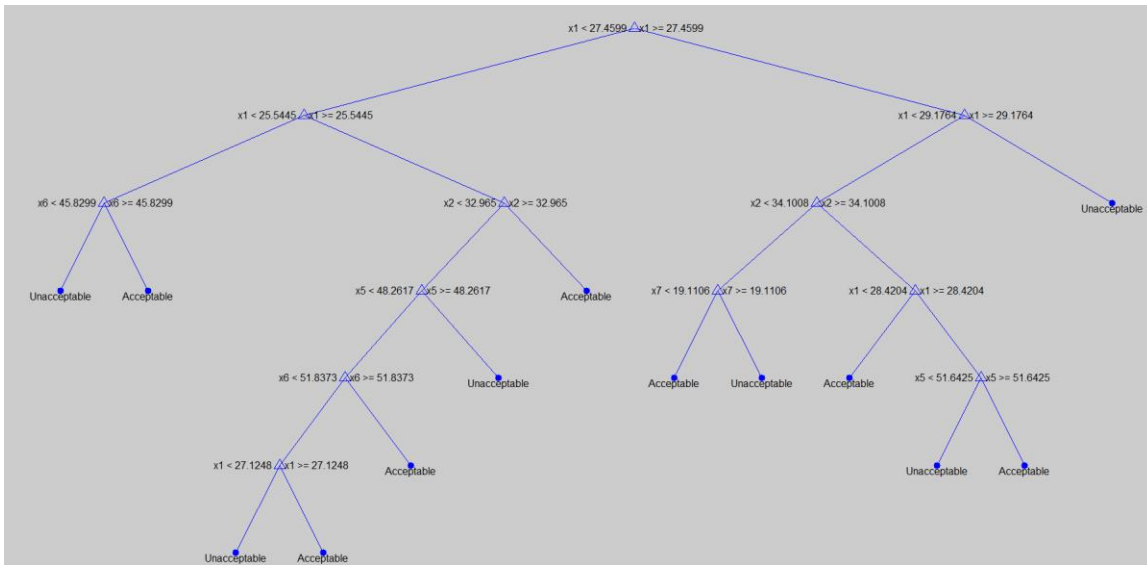 x1 < 27.4599 x1 >= 27.4599
x1 < 25.5445 x1 >= 25.5445
x1 < 29.1764 x1 >= 29.1764
x6 < 45.8299 x6 >= 45.8299
x2 < 32.965 x2 >= 32.965
x2 < 34.1008 x2 >= 34.1008
Unacceptable
Unacceptable
Acceptable
x5 < 48.2617 x5 >= 48.2617
Acceptable
x7 < 19.1106 x7 >= 19.1106
x1 < 28.4204 x1 >= 28.4204
x6 < 51.8373 x6 >= 51.8373
Unacceptable
Acceptable
Unacceptable
Acceptable
x5 < 51.6425 x5 >= 51.6425
x1 < 27.1248 x1 >= 27.1248
Acceptable
Unacceptable
Acceptable
Unacceptable
Acceptable